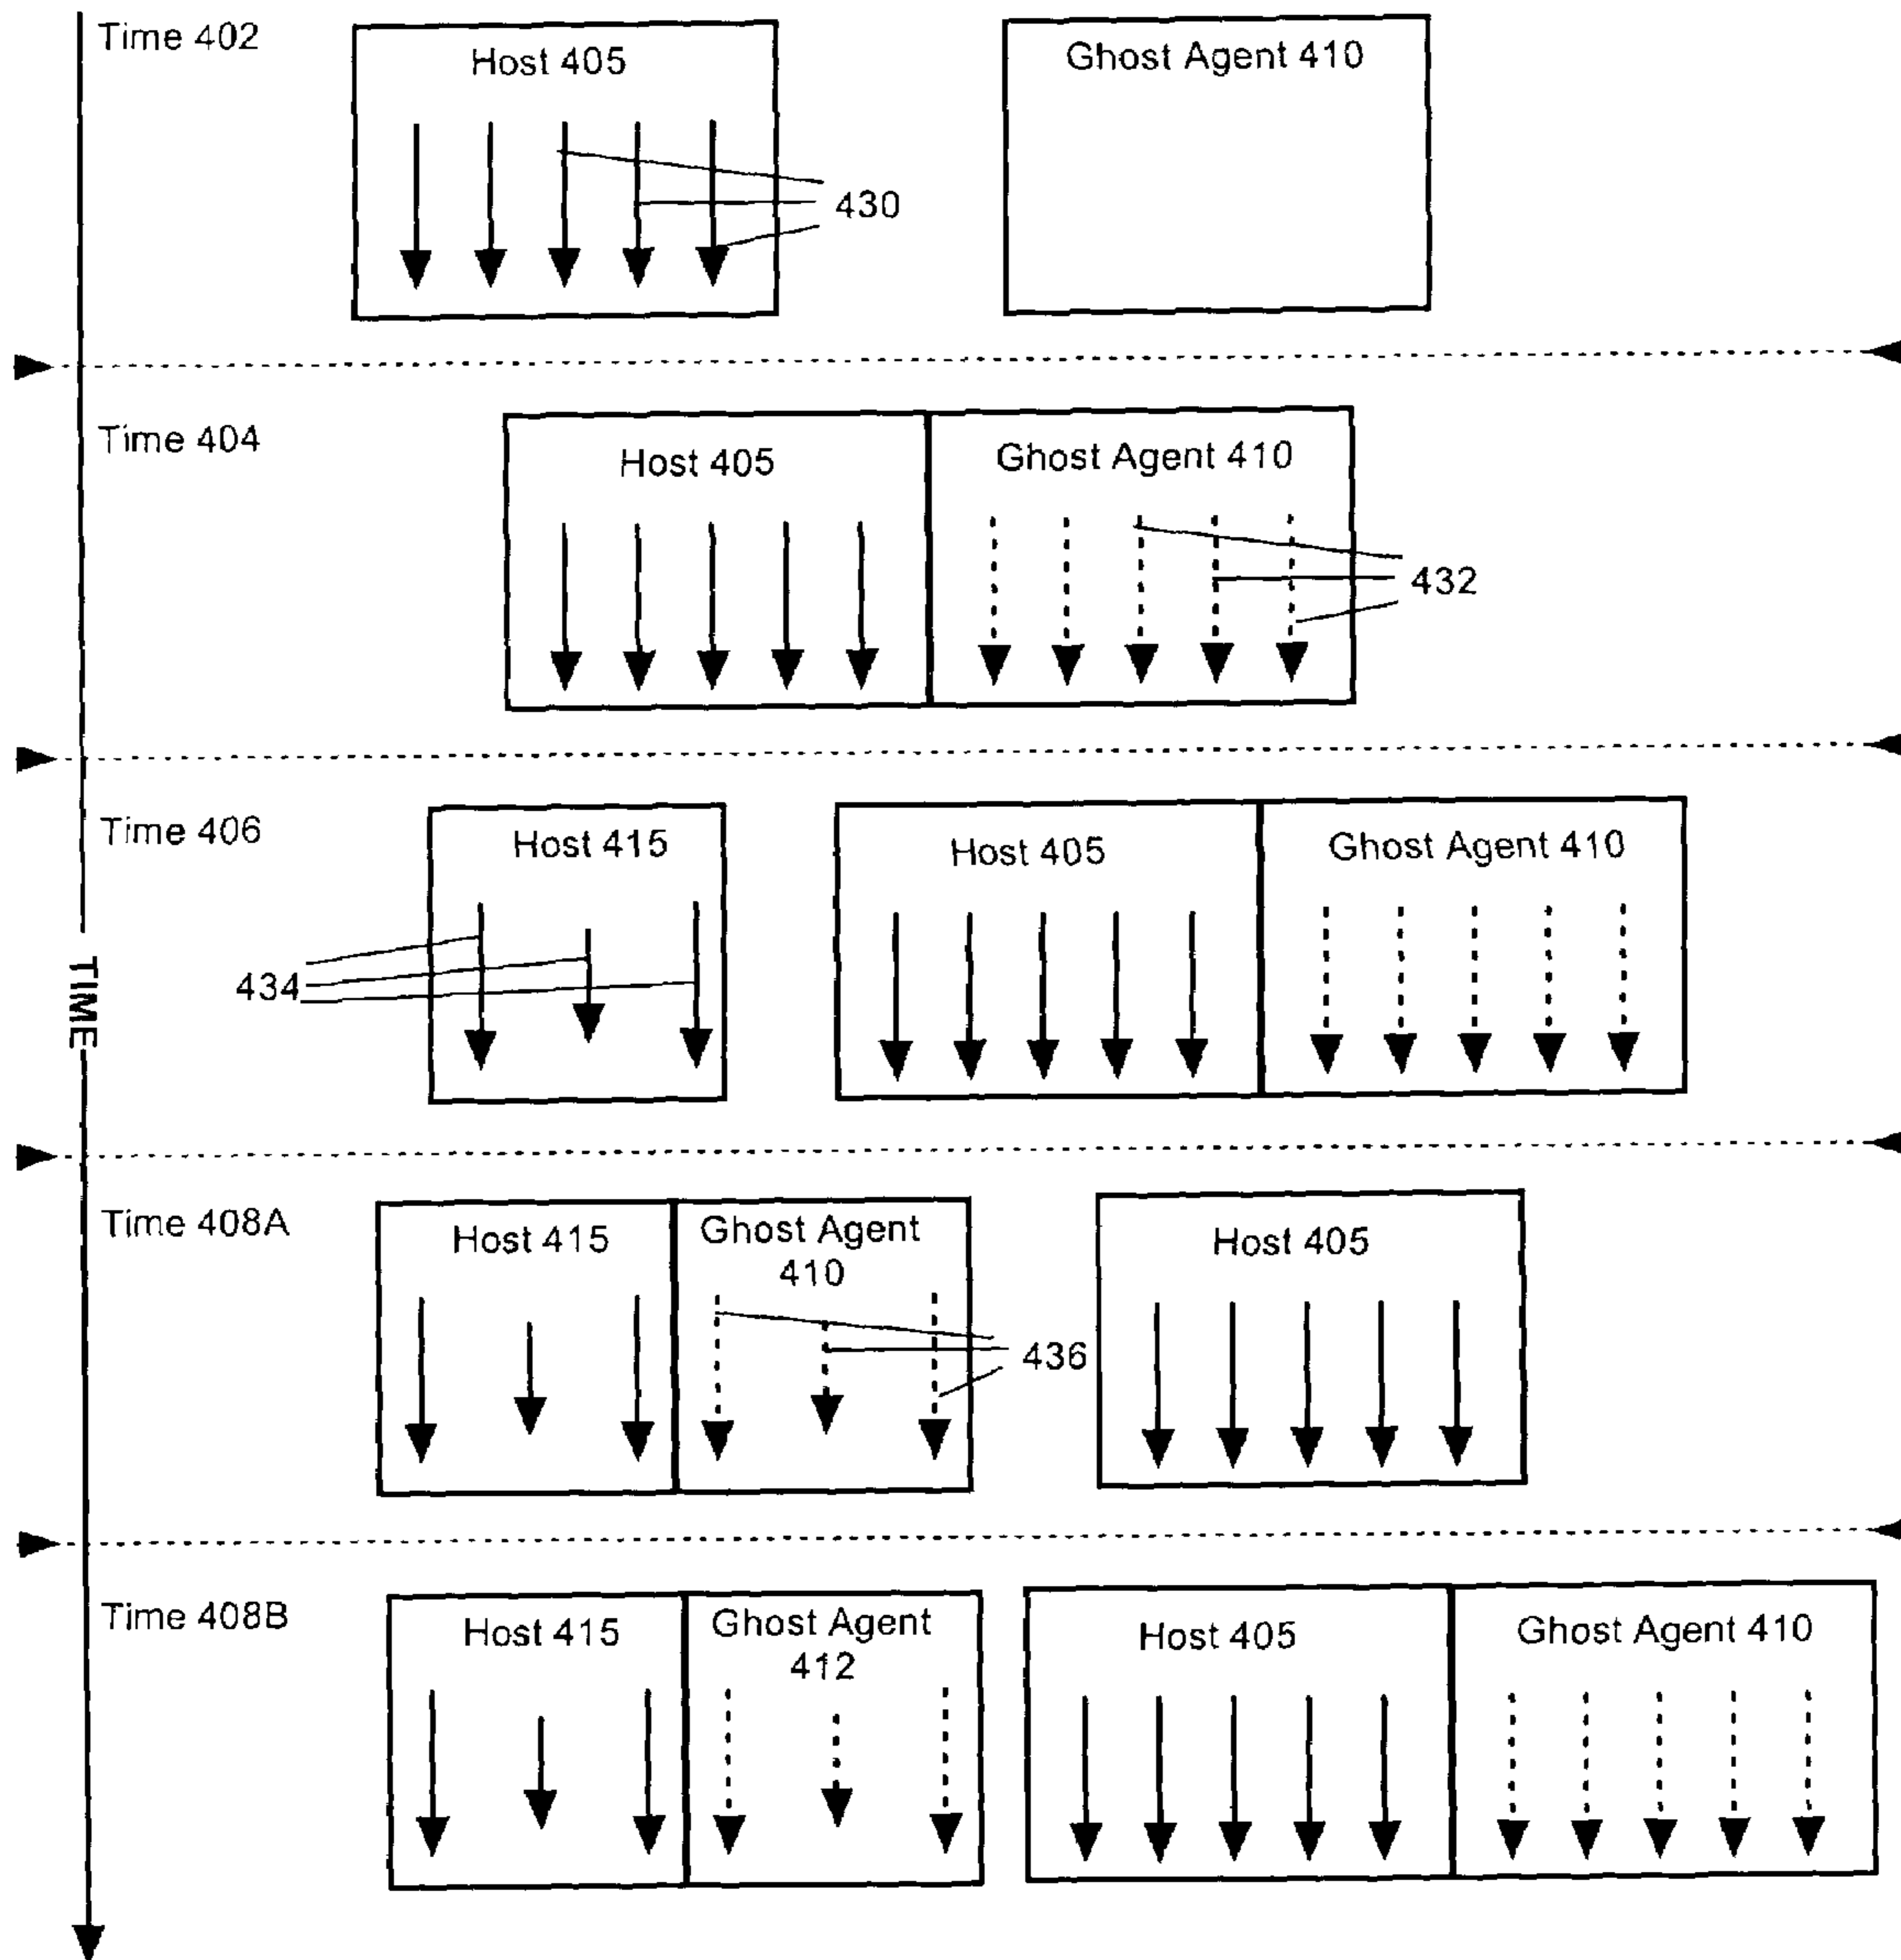 Time 402
Host 405
Ghost Agent 410
430
Time 404
Host 405
Ghost Agent 410
432
Time 406
Host 415
Host 405
Ghost Agent 410
434
TIME
Time 408A
Host 415
Ghost Agent
410
Host 405
436
Time 408B
Host 415
Ghost Agent
412
Host 405
Ghost Agent 410